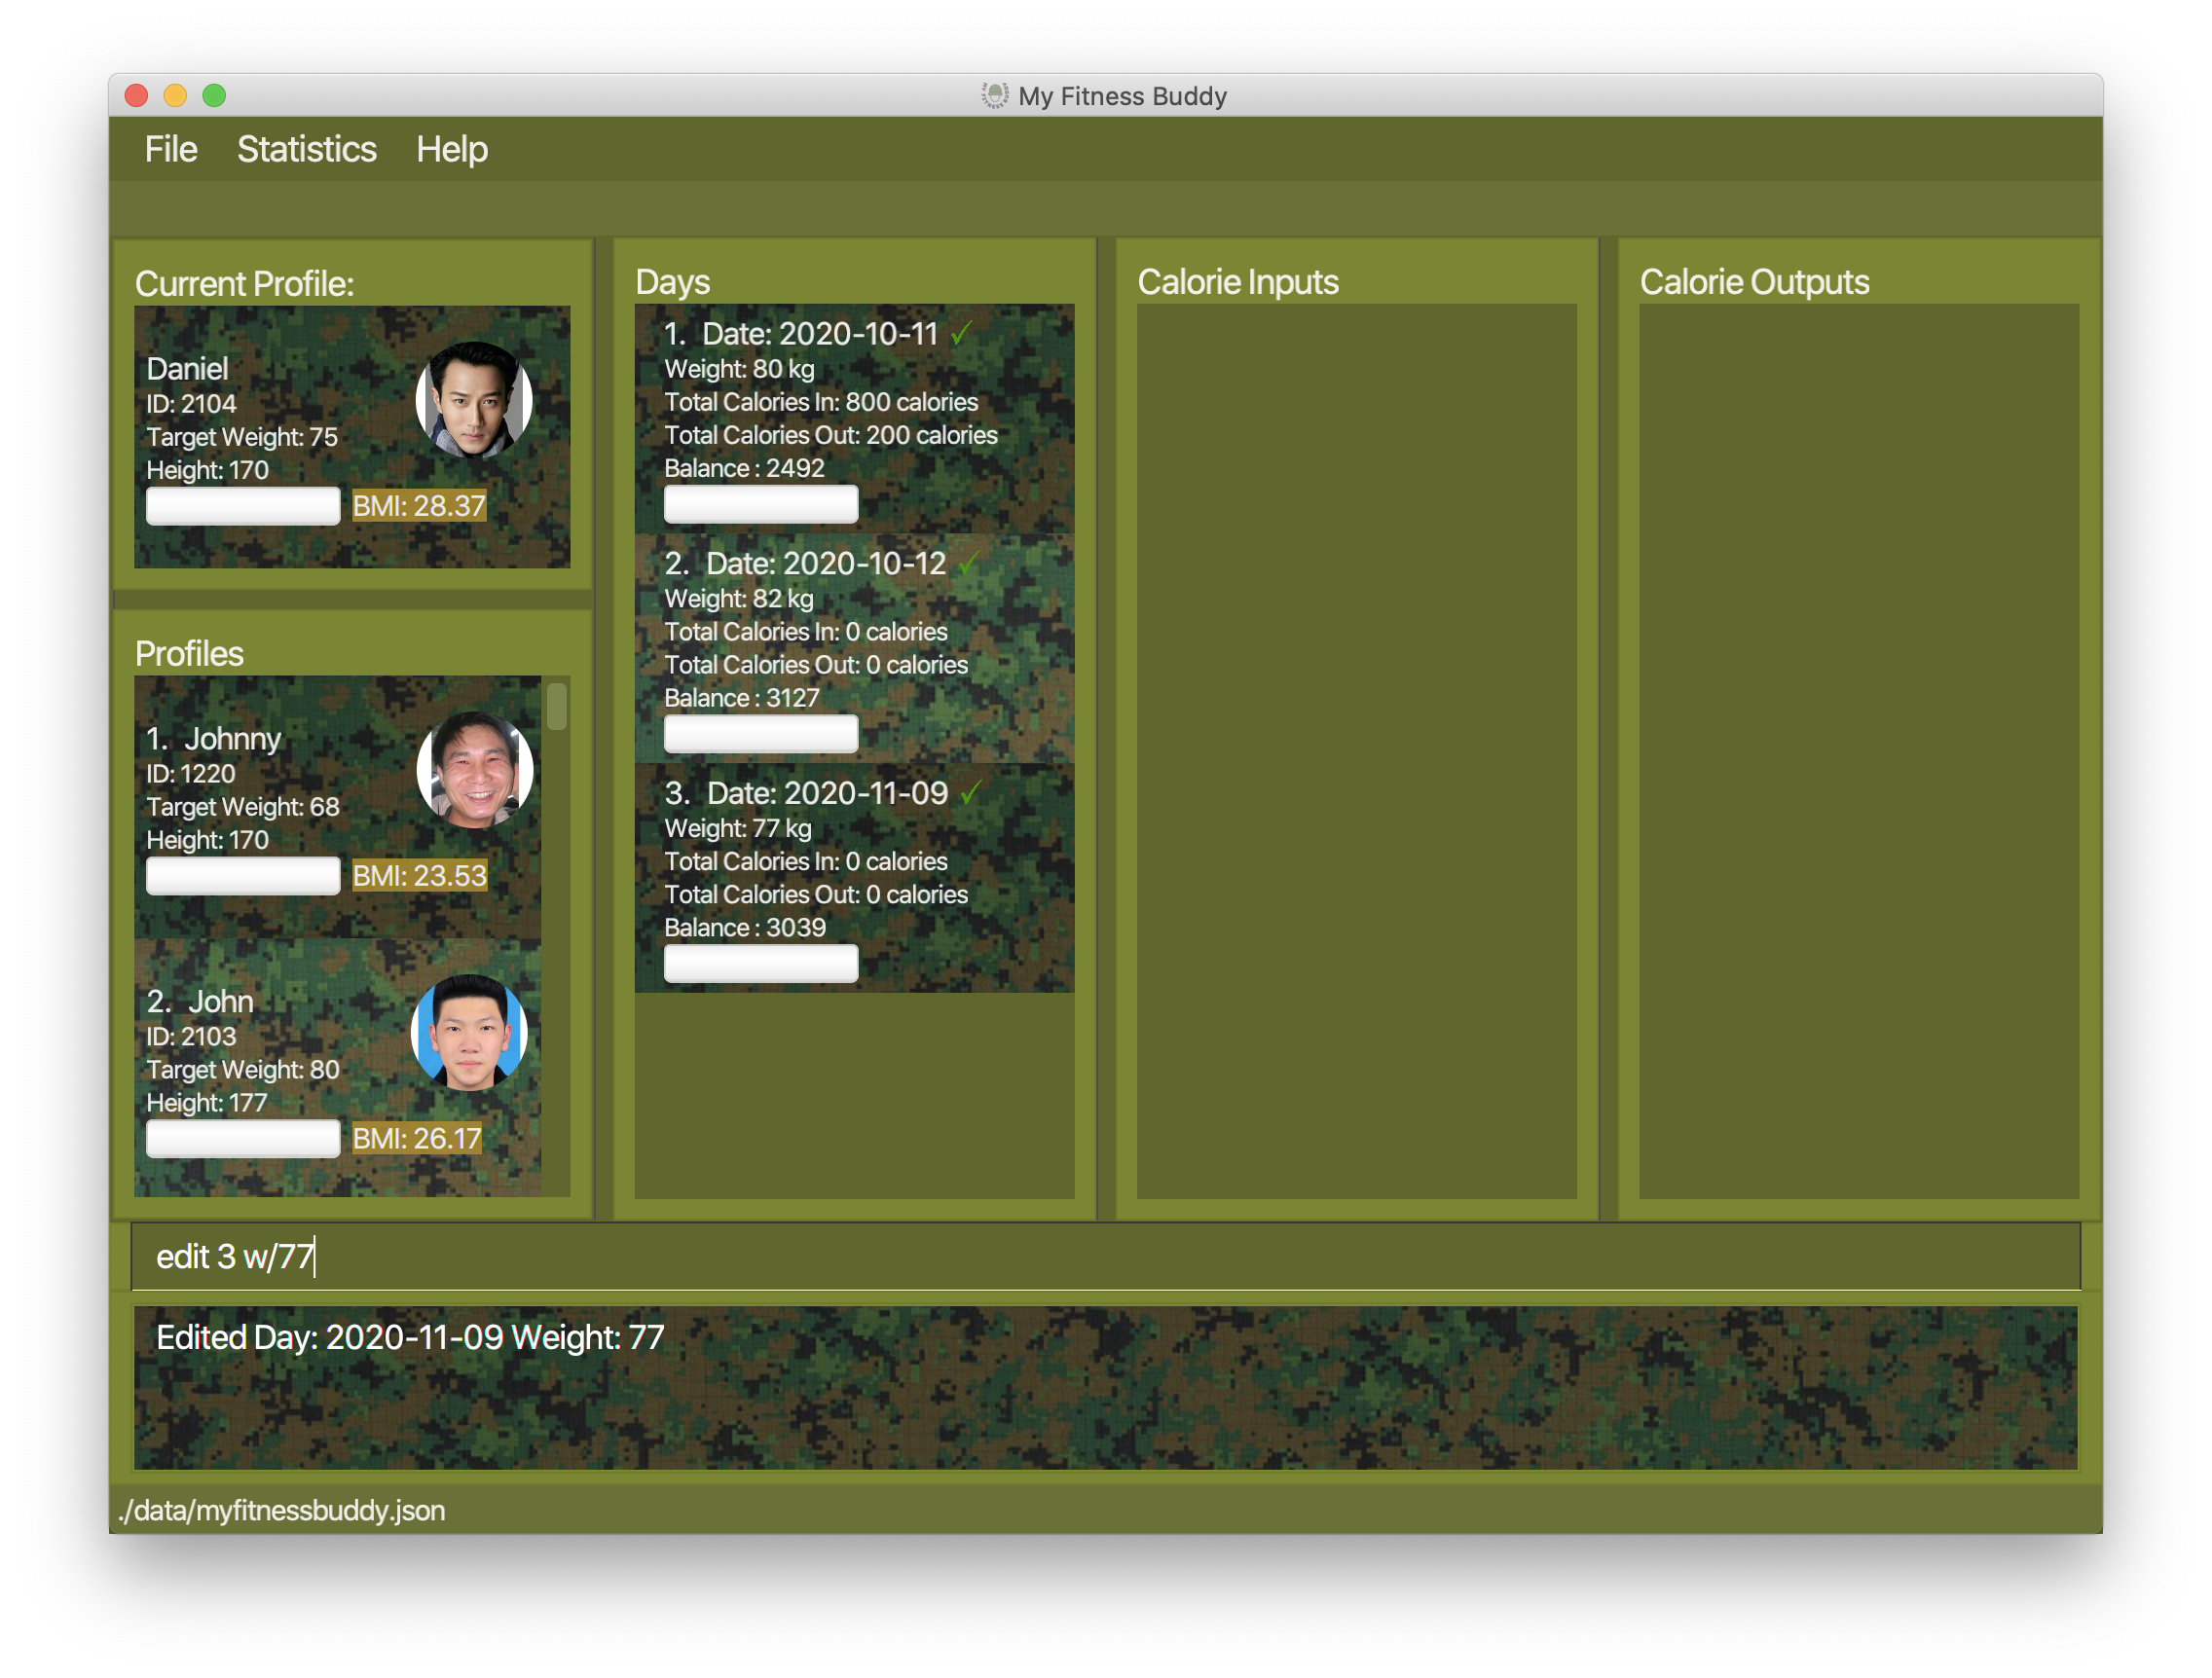 My Fitness Buddy
File Statistics Help
Current Profile:
Daniel
ID: 2104
Target Weight: 75
Height: 170
BMI: 28.37
Profiles
1. Johnny
ID: 1220
Target Weight: 68
Height: 170
BMI: 23.53
2. John
ID: 2103
Target Weight: 80
Height: 177
BMI: 26.17
Days
1. Date: 2020-10-11 ✓
Weight: 80 kg
Total Calories In: 800 calories
Total Calories Out: 200 calories
Balance : 2492
2. Date: 2020-10-12 ✓
Weight: 82 kg
Total Calories In: 0 calories
Total Calories Out: 0 calories
Balance : 3127
3. Date: 2020-11-09 ✓
Weight: 77 kg
Total Calories In: 0 calories
Total Calories Out: 0 calories
Balance : 3039
Calorie Inputs
Calorie Outputs
edit 3 w/77
Edited Day: 2020-11-09 Weight: 77
./data/myfitnessbuddy.json